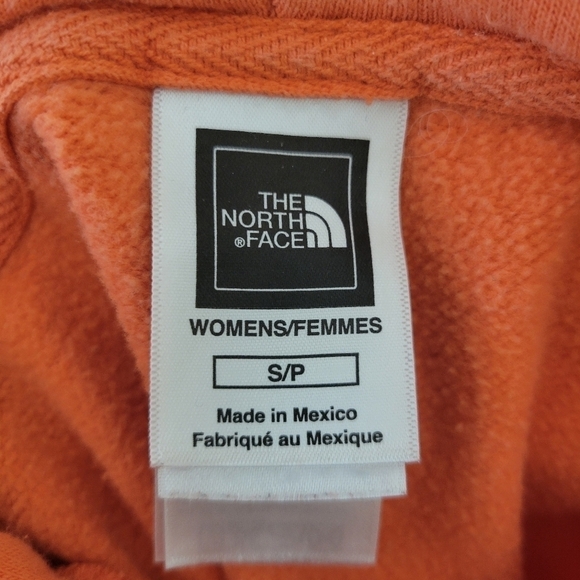 THE
NORTH
®FACE
WOMENS/FEMMES
S/P
Made in Mexico
Fabriqué au Mexique